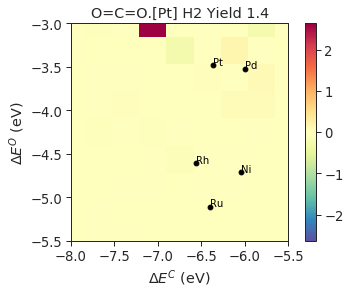 O=C=O.[Pt] H2 Yield 1.4
−3.0
−3.5
−4.0
−4.5
−5.0
−5.5
ΔE^O (eV)
Pt
Pd
Rh
Ni
Ru
−8.0 −7.5 −7.0 −6.5 −6.0 −5.5
ΔE^C (eV)
2
1
0
−1
−2